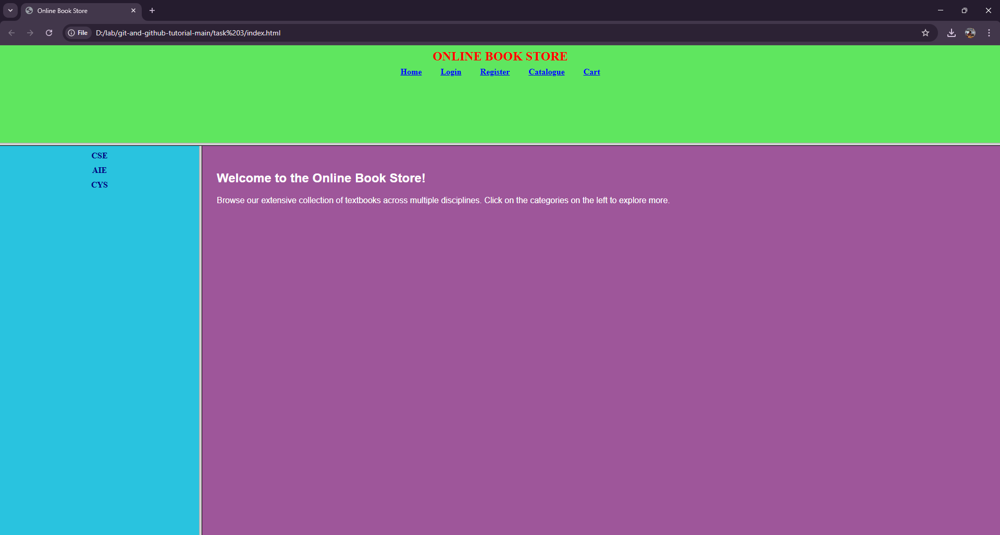 Online Book Store
File D:/lab/git-and-github-tutorial-main/task%203/index.html
ONLINE BOOK STORE
Home Login Register Catalogue Cart
CSE
AIE
CYS
Welcome to the Online Book Store!
Browse our extensive collection of textbooks across multiple disciplines. Click on the categories on the left to explore more.